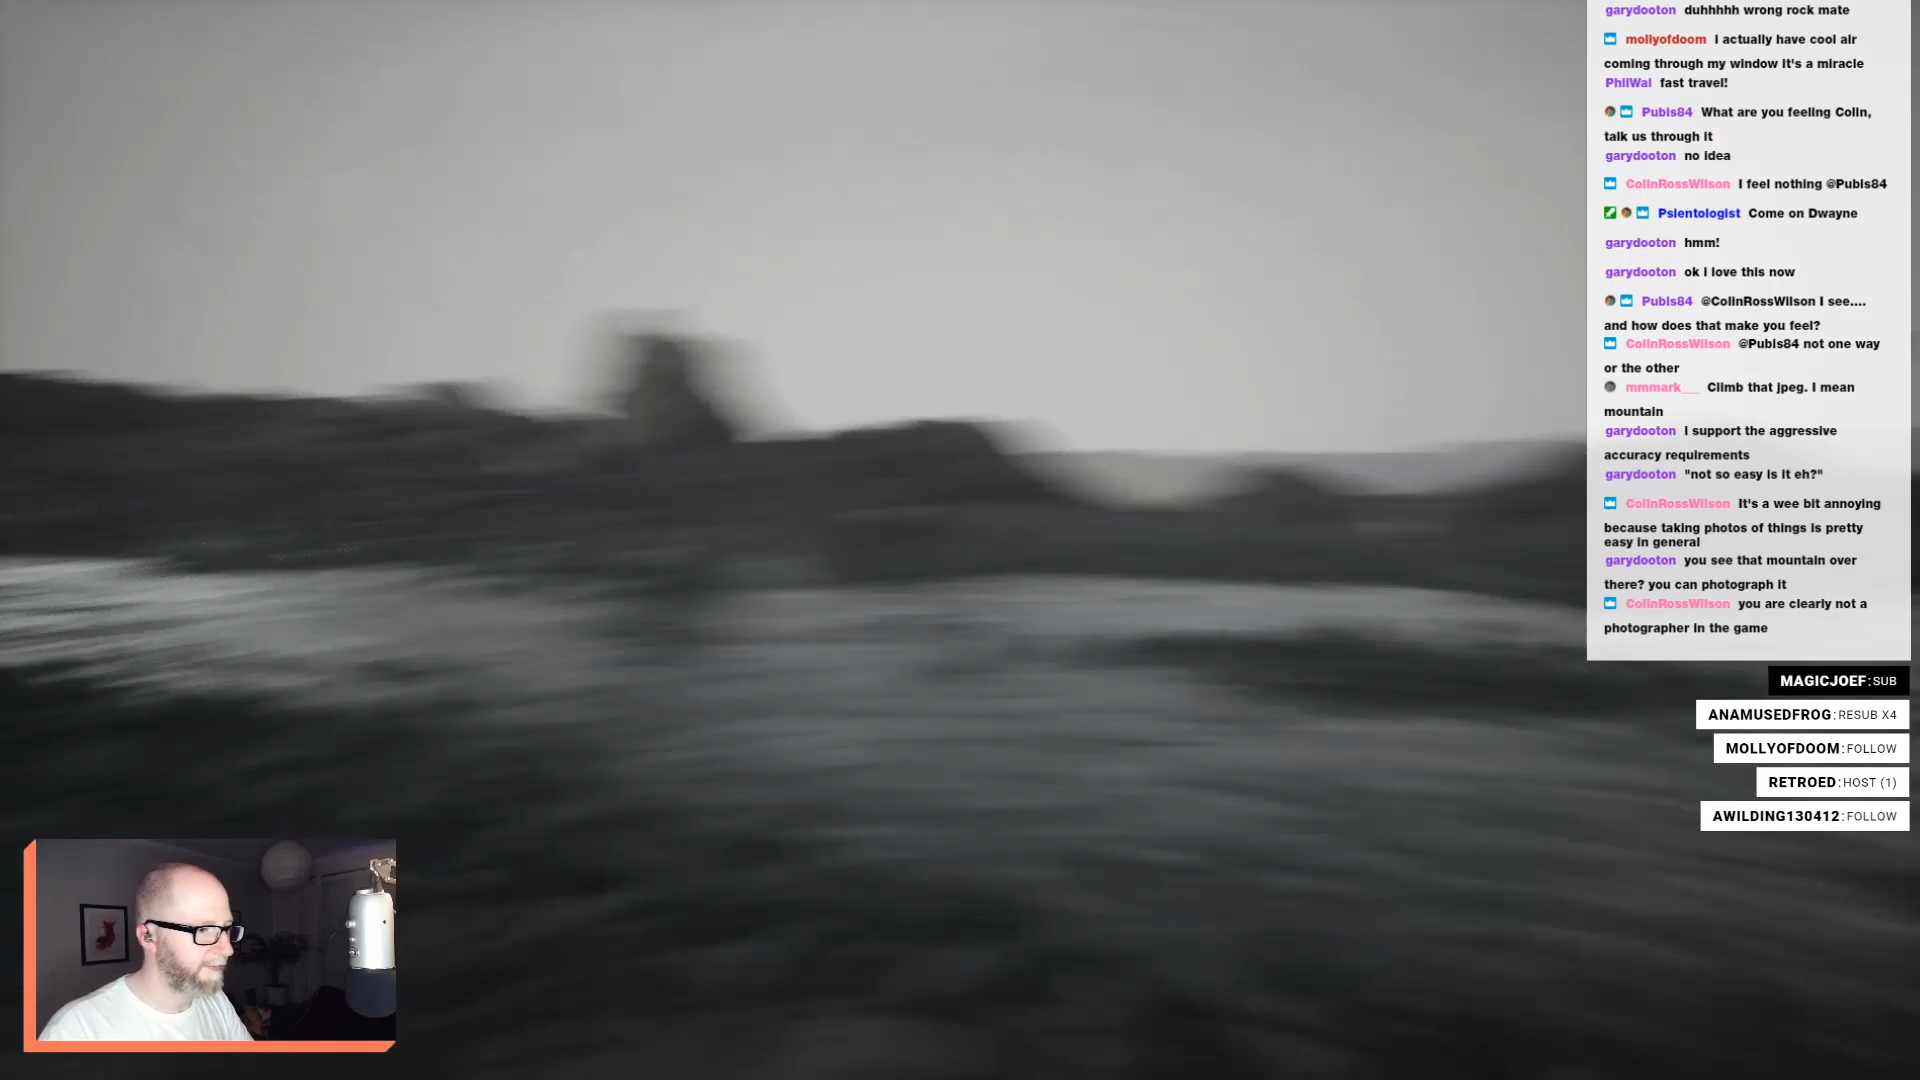 garydooton duhhhhh wrong rock mate
mollyofdoom I actually have cool air
coming through my window it's a miracle
PhilWal fast travel!
Pubis84 What are you feeling Colin,
talk us through it
garydooton no idea
ColinRossWilson I feel nothing @Pubis84
Psientologist Come on Dwayne
garydooton hmm!
garydooton ok i love this now
Pubis84 @ColinRossWilson I see....
and how does that make you feel?
ColinRossWilson @Pubis84 not one way
or the other
mmmark___ Climb that jpeg. I mean
mountain
garydooton i support the aggressive
accuracy requirements
garydooton "not so easy is it eh?"
ColinRossWilson It's a wee bit annoying
because taking photos of things is pretty
easy in general
garydooton you see that mountain over
there? you can photograph it
ColinRossWilson you are clearly not a
photographer in the game
MAGICJOEF:SUB
ANAMUSEDFROG:RESUB X4
MOLLYOFDOOM:FOLLOW
RETROED:HOST (1)
AWILDING130412:FOLLOW